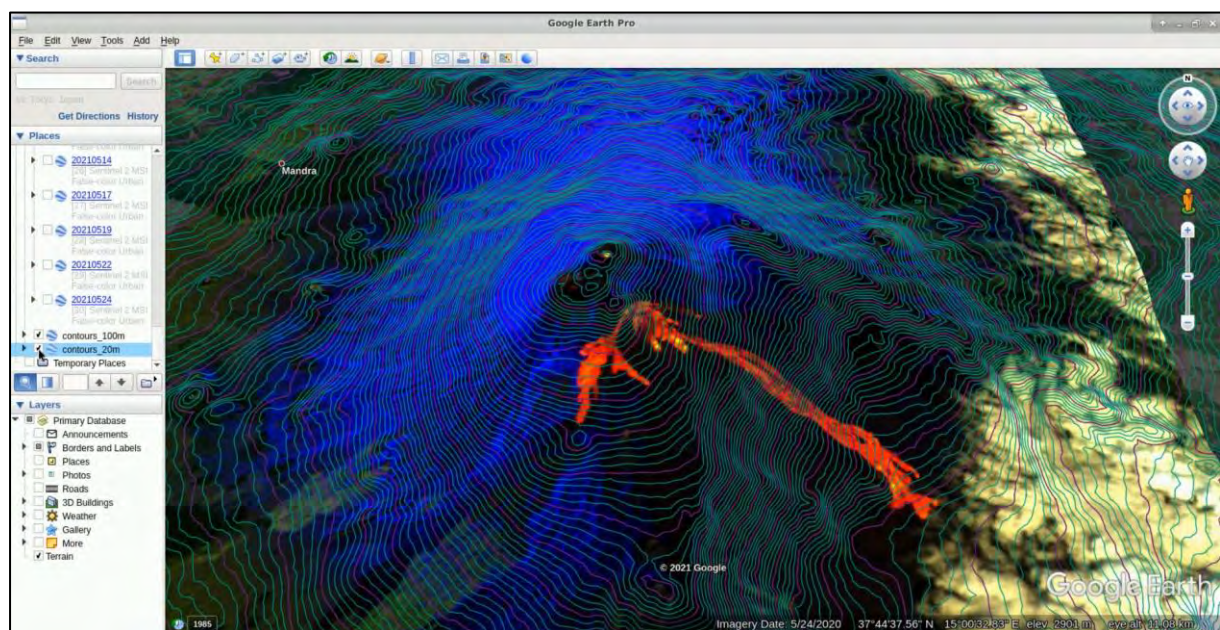 Google Earth Pro
File Edit View Tools Add Help
Search
Search
Get Directions History
Places
False-color Urban
20210514
[26] Sentinel 2 MSI
False-color Urban
20210517
[27] Sentinel 2 MSI
False-color Urban
20210519
Sentinel 2 MSI
False-color Urban
20210522
Sentinel 2 MSI
False-color Urban
20210524
Sentinel 2 MSI
False-color Urban
contours_100m
contours_20m
Temporary Places
Layers
Primary Database
Announcements
Borders and Labels
Places
Photos
Roads
3D Buildings
Weather
Gallery
More
Terrain
Mandra
N
© 2021 Google
Google Earth
1985
Imagery Date: 5/24/2020 37°44'37.56" N 15°00'32.83" E elev 2901 m eye alt 11.08 km